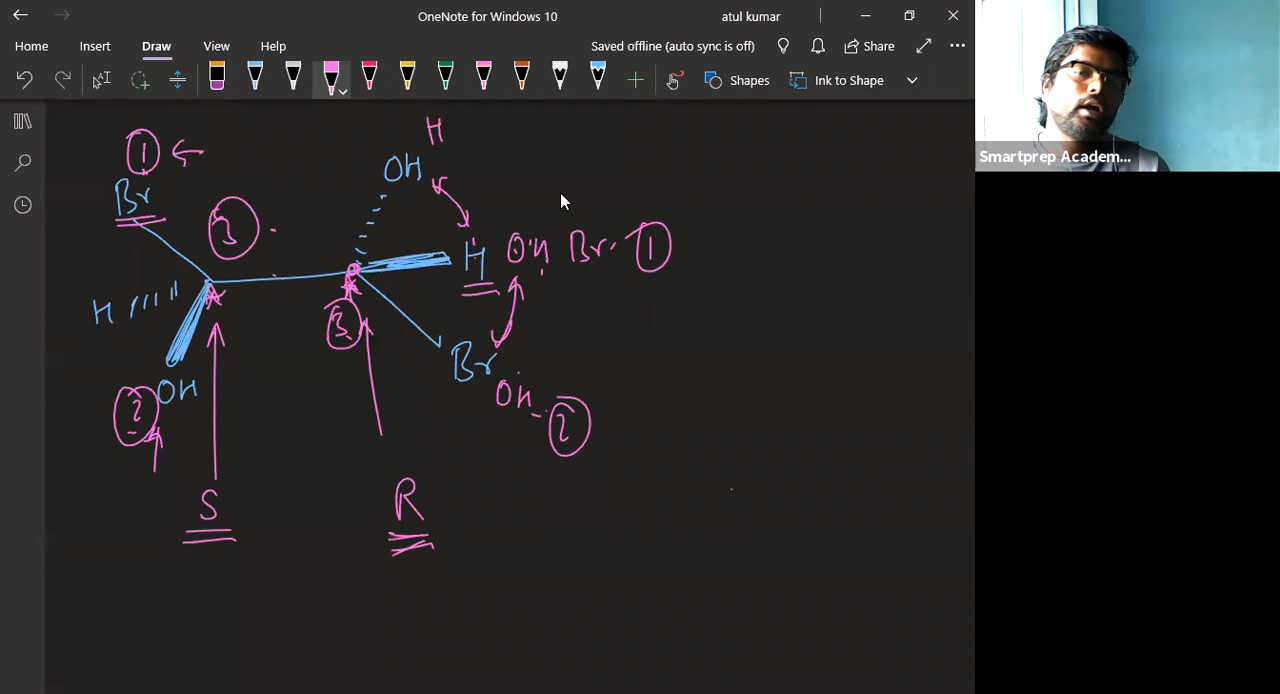 OneNote for Windows 10
atul kumar
Home Insert Draw View Help
Saved offline (auto sync is off)
Share
Shapes
Ink to Shape
Smartprep Academ...
H
1
OH
Br
3
H OH Br 1
H
3
Br
OH
OH
2
2
S
R